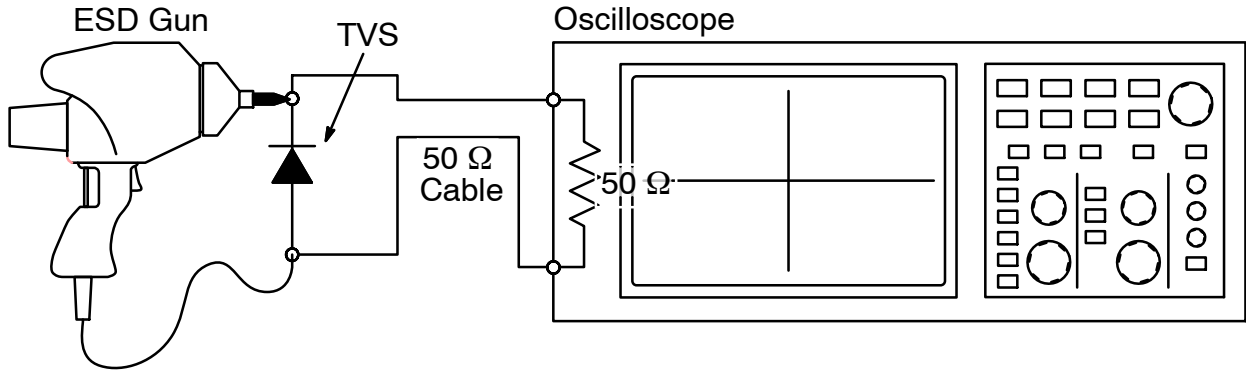 ESD Gun
Oscilloscope
TVS
50 Ω
Cable
50 Ω